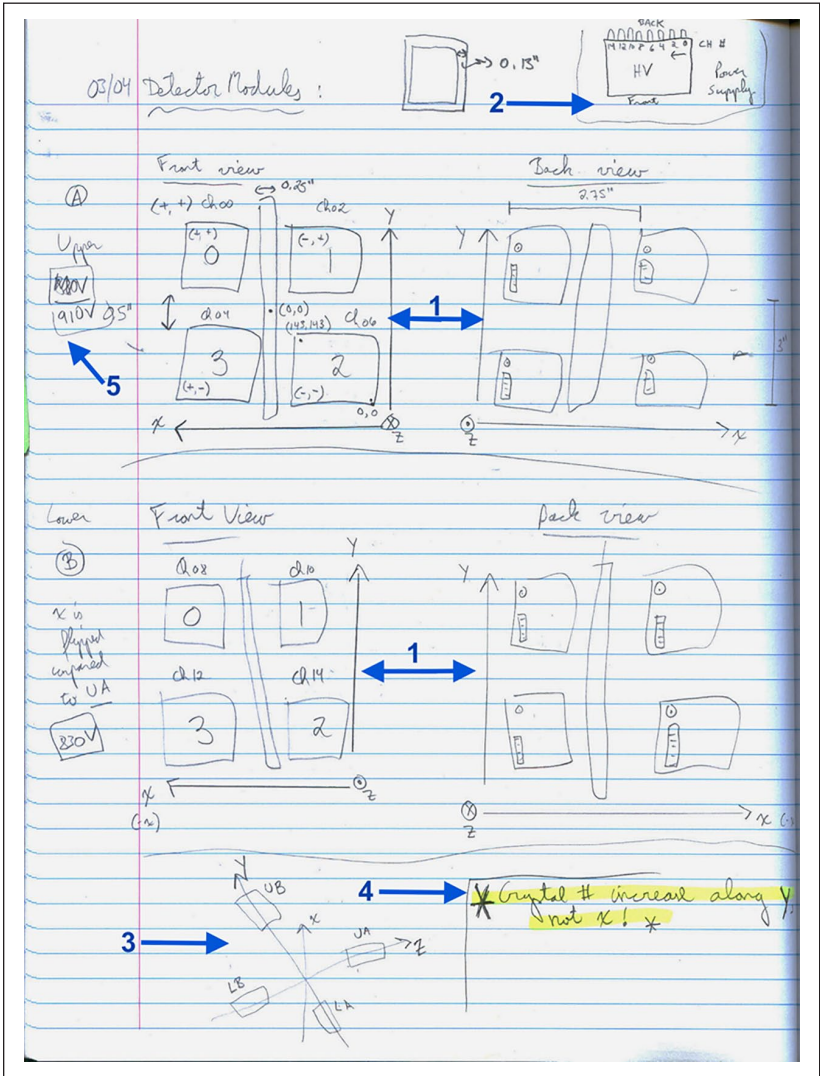 BACK
14 12 10 8 6 4 2 0 CH #
HV
Front
Power
Supply
0.13"
2
03/04 Detector Modules :
Front view
Back view
A
0.25"
2.75"
(+,+) Ch00
Ch02
Y
Y
(+,+)
0
(-,+)
1
Upper
1910V
0.5"
Ch04
(0,0)
(143,143)
Ch06
1
3
(+,-)
2
(-,-)
0,0
3"
5
x
Z
Z
x
Lower
Front View
Back view
B
Ch08
Ch10
Y
Y
0
1
x is
flipped
compared
to UA
1
Ch12
Ch14
3
2
830V
x
(-x)
Z
Z
x (-)
Y
UB
4
* Crystal # increase along Y,
not x! *
3
x
UA
Z
LB
LA